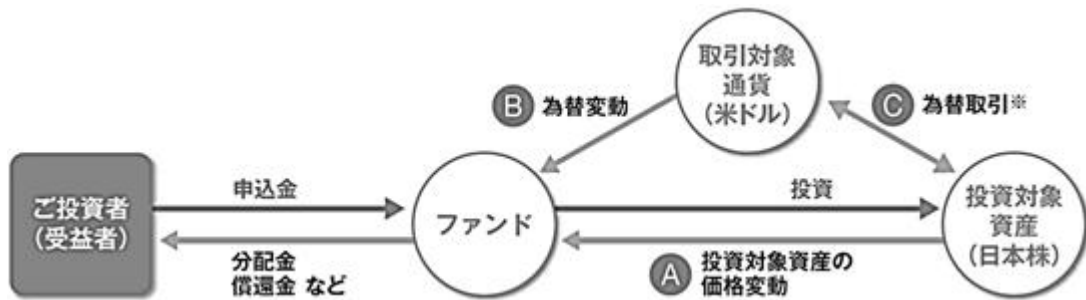 取引対象
通貨
(米ドル)
B 為替変動
C 為替取引※
ご投資者
(受益者)
申込金
ファンド
投資
投資対象
資産
(日本株)
分配金
償還金 など
A 投資対象資産の
価格変動